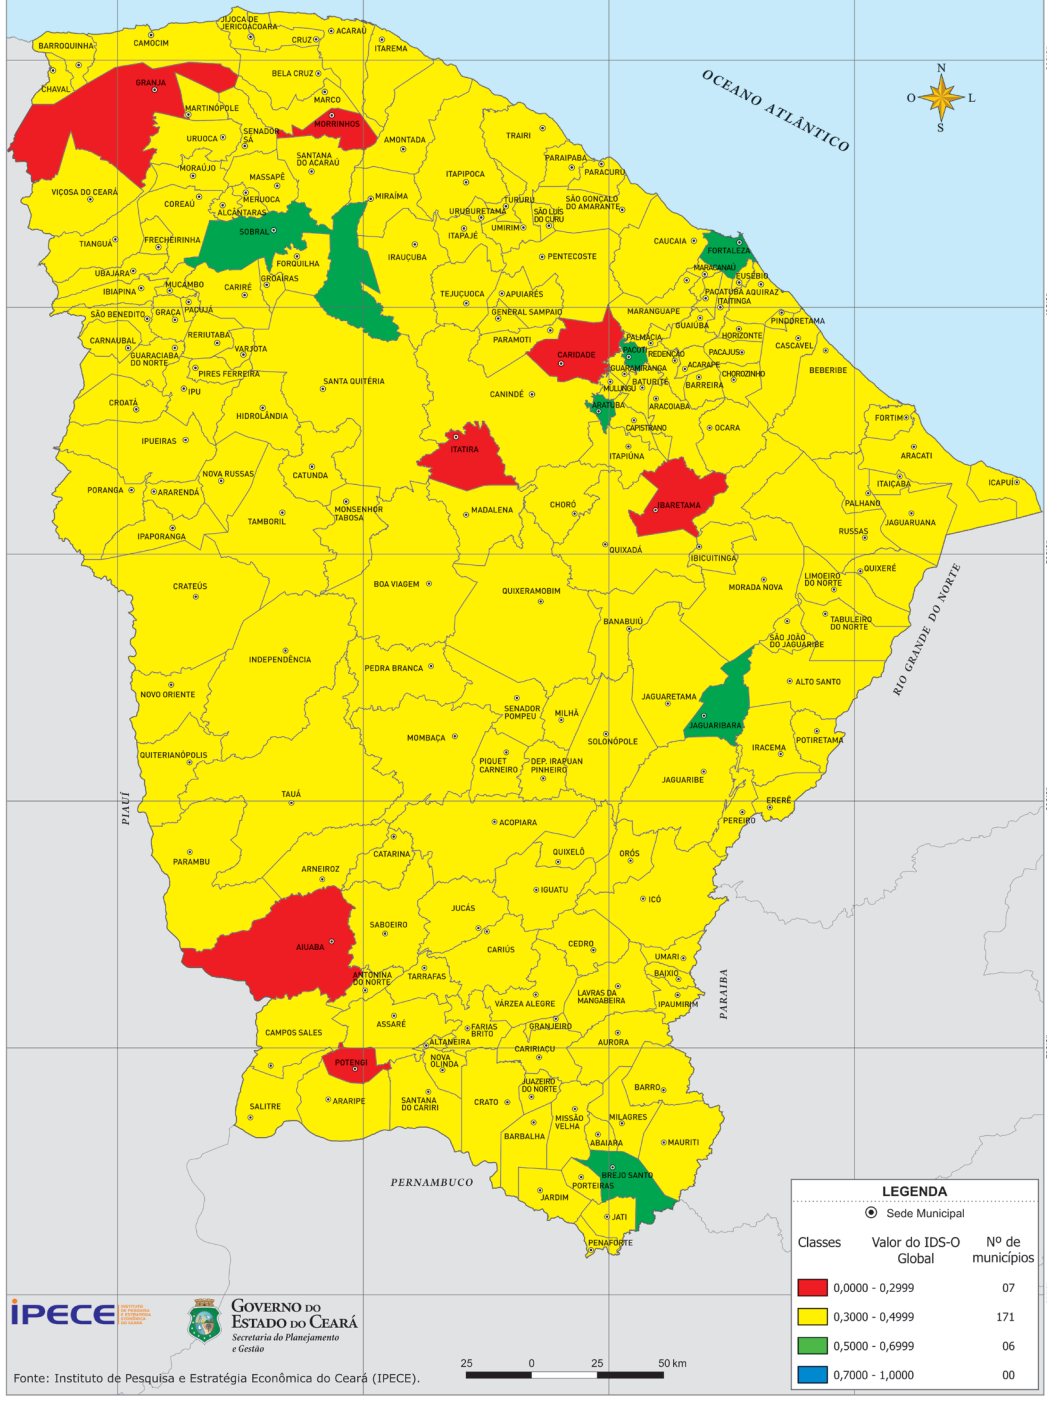 JIJOCA DE
JERICOACOARA
ACARAÚ
CRUZ
ITAREMA
CAMOCIM
BARROQUINHA
CHAVAL
BELA CRUZ
GRANJA
MARCO
MARTINÓPOLE
MORRINHOS
OCEANO ATLÂNTICO
N
O
L
S
URUOCA
SENADOR
SÁ
AMONTADA
TRAIRI
SANTANA
DO ACARAÚ
PARAIPABA
PARACURU
MORAÚJO
MASSAPÊ
ITAPIPOCA
VIÇOSA DO CEARÁ
COREAÚ
MERUOCA
ALCÂNTARAS
MIRAÍMA
TURURU
URUBURETAMA
SÃO LUIS
DO CURU
SÃO GONÇALO
DO AMARANTE
UMIRIM
ITAPAJÉ
SOBRAL
TIANGUÁ
FRECHEIRINHA
CAUCAIA
FORTALEZA
IRAUÇUBA
PENTECOSTE
FORQUILHA
MARACANAÚ
EUSÉBIO
UBAJARA
MUCAMBO
CARIRÉ
GROAÍRAS
IBIAPINA
PACATUBA
AQUIRAZ
ITAITINGA
TEJUÇUOCA
APUIARÉS
PACUJÁ
GRAÇA
SÃO BENEDITO
GENERAL SAMPAIO
MARANGUAPE
GUAIÚBA
PINDORETAMA
CARNAUBAL
RERIUTABA
PARAMOTI
PALMÁCIA
HORIZONTE
CASCAVEL
GUARACIABA
DO NORTE
VARJOTA
CARIDADE
PACOTI
REDENÇÃO
PACAJUS
PIRES FERREIRA
GUARAMIRANGA
ACARAPE
CHOROZINHO
BEBERIBE
IPU
SANTA QUITÉRIA
MULUNGU
BATURITÉ
BARREIRA
CANINDÉ
CROATÁ
HIDROLÂNDIA
ARATUBA
ARACOIABA
FORTIM
CAPISTRANO
OCARA
IPUEIRAS
ITATIRA
ITAPIÚNA
ARACATI
NOVA RUSSAS
CATUNDA
ITAIÇABA
ICAPUÍ
PORANGA
ARARENDÁ
CHORÓ
IBARETAMA
PALHANO
MONSENHOR
TABOSA
MADALENA
TAMBORIL
JAGUARUANA
IPAPORANGA
RUSSAS
QUIXADÁ
IBICUITINGA
QUIXERÉ
CRATEÚS
BOA VIAGEM
QUIXERAMOBIM
MORADA NOVA
LIMOEIRO
DO NORTE
RIO GRANDE DO NORTE
BANABUIÚ
TABULEIRO
DO NORTE
SÃO JOÃO
DO JAGUARIBE
INDEPENDÊNCIA
PEDRA BRANCA
ALTO SANTO
NOVO ORIENTE
JAGUARETAMA
SENADOR
POMPEU
MILHÃ
JAGUARIBARA
MOMBAÇA
SOLONÓPOLE
POTIRETAMA
IRACEMA
QUITERIANÓPOLIS
PIQUET
CARNEIRO
DEP. IRAPUAN
PINHEIRO
JAGUARIBE
TAUÁ
PIAUÍ
ERERÊ
PEREIRO
ACOPIARA
CATARINA
QUIXELÔ
ORÓS
PARAMBU
ARNEIROZ
IGUATU
ICÓ
JUCÁS
SABOEIRO
AIUABA
CARIÚS
CEDRO
UMARI
BAIXIO
PARAIBA
ANTONINA
DO NORTE
TARRAFAS
IPAUMIRIM
LAVRAS DA
MANGABEIRA
VÁRZEA ALEGRE
ASSARÉ
CAMPOS SALES
FARIAS
BRITO
GRANJEIRO
ALTANEIRA
AURORA
CARIRIAÇU
POTENGI
NOVA
OLINDA
JUAZEIRO
DO NORTE
BARRO
SALITRE
ARARIPE
SANTANA
DO CARIRI
CRATO
MISSÃO
VELHA
MILAGRES
BARBALHA
ABAIARA
MAURITI
BREJO SANTO
PERNAMBUCO
PORTEIRAS
JARDIM
JATI
PENAFORTE
LEGENDA
Sede Municipal
Classes Valor do IDS-O Nº de
Global municípios
0,0000 - 0,2999 07
0,3000 - 0,4999 171
0,5000 - 0,6999 06
0,7000 - 1,0000 00
IPECE
INSTITUTO
DE PESQUISA
E ESTRATÉGIA
ECONÔMICA
DO CEARÁ
GOVERNO DO
ESTADO DO CEARÁ
Secretaria do Planejamento
e Gestão
25 0 25 50 km
Fonte: Instituto de Pesquisa e Estratégia Econômica do Ceará (IPECE).